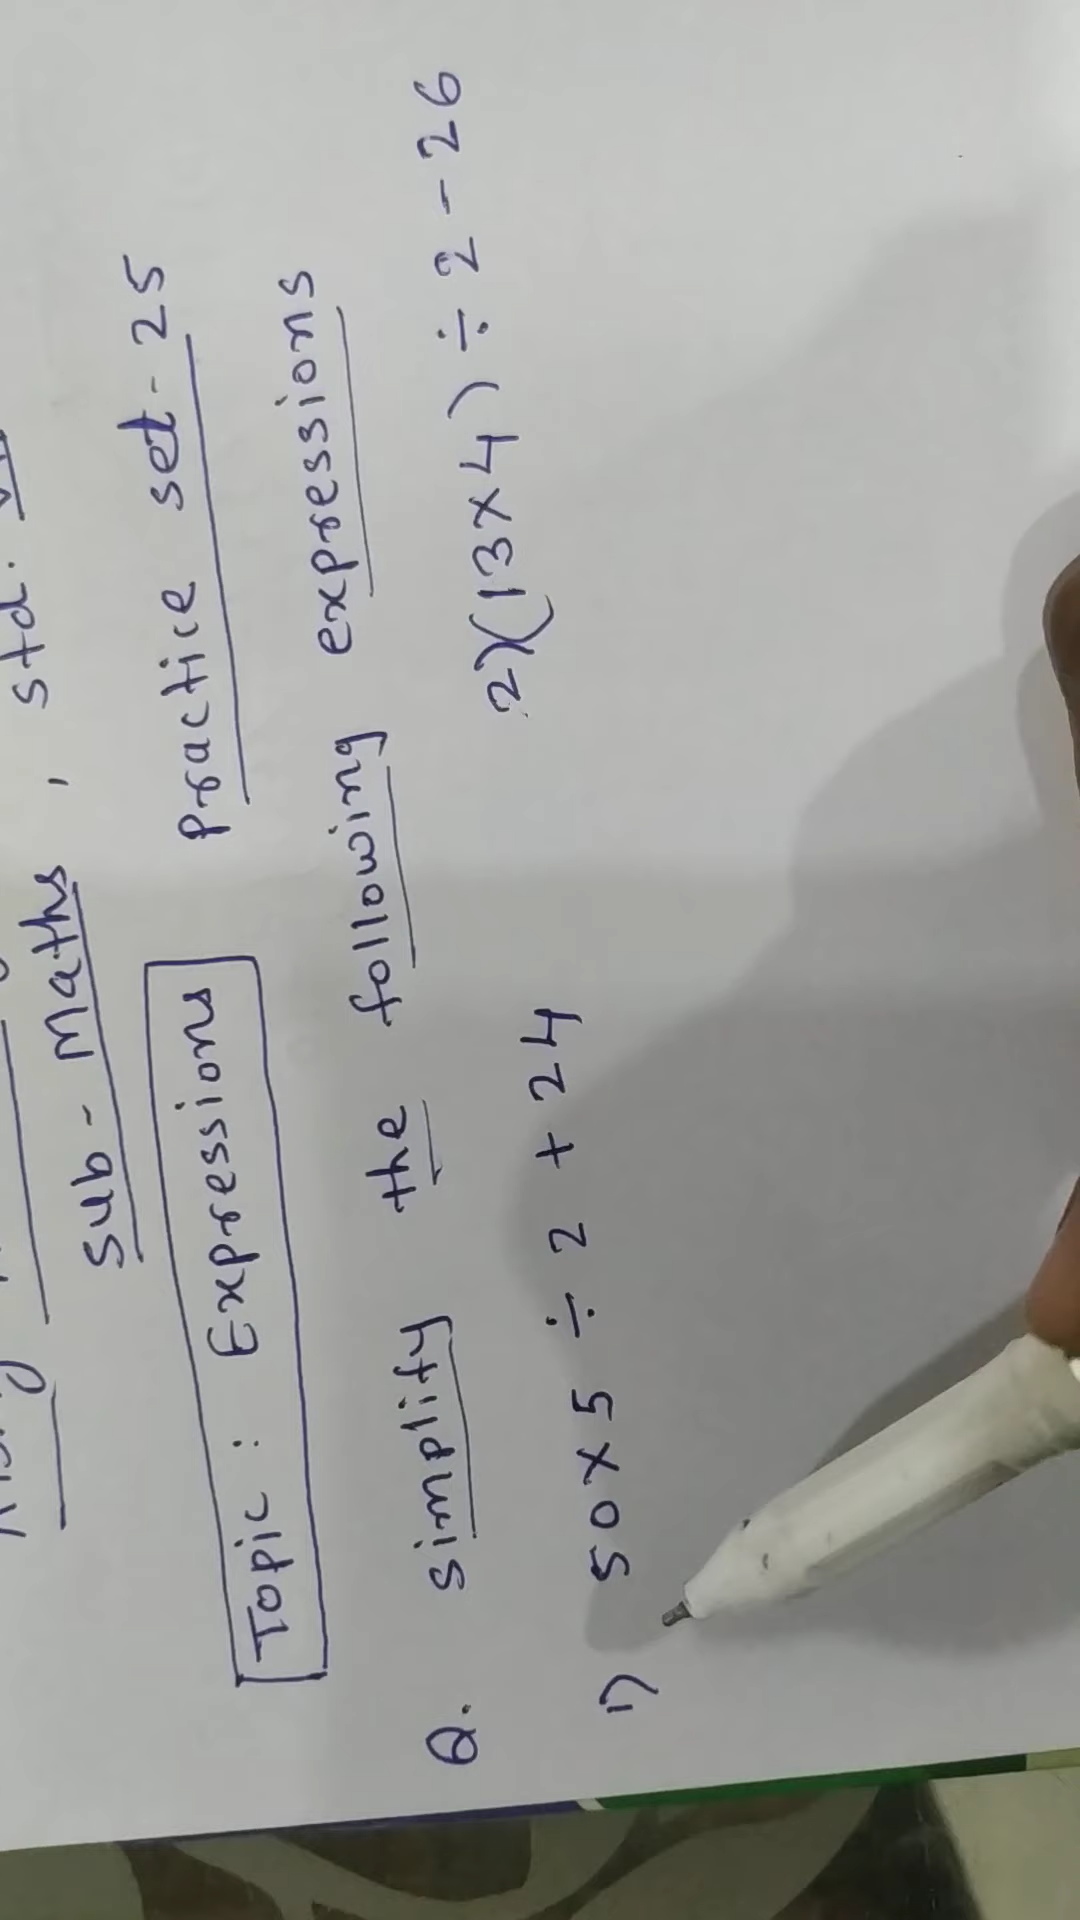 Sub - Maths, std.
Topic : Expressions Practice set - 25
Q. Simplify the following expressions
1) 50 x 5 ÷ 2 + 24 2) (13 x 4) ÷ 2 - 26